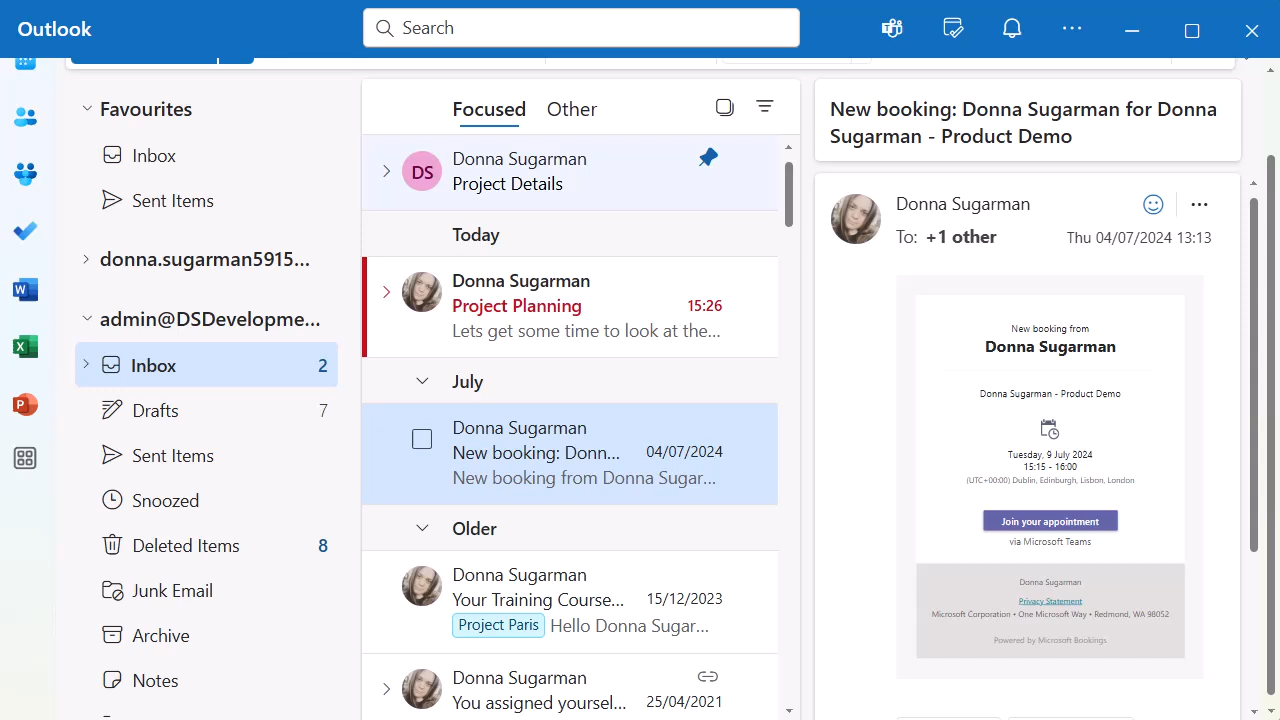 Outlook
Search
Favourites
Inbox
Sent Items
donna.sugarman5915...
admin@DSDevelopme...
Inbox 2
Drafts 7
Sent Items
Snoozed
Deleted Items 8
Junk Email
Archive
Notes
Focused Other
DS
Donna Sugarman
Project Details
Today
Donna Sugarman
Project Planning 15:26
Lets get some time to look at the...
July
Donna Sugarman
New booking: Donn... 04/07/2024
New booking from Donna Sugar...
Older
Donna Sugarman
Your Training Course... 15/12/2023
Project Paris Hello Donna Sugar...
Donna Sugarman
You assigned yoursel... 25/04/2021
New booking: Donna Sugarman for Donna
Sugarman - Product Demo
Donna Sugarman
To: +1 other Thu 04/07/2024 13:13
New booking from
Donna Sugarman
Donna Sugarman - Product Demo
Tuesday, 9 July 2024
15:15 - 16:00
(UTC+00:00) Dublin, Edinburgh, Lisbon, London
Join your appointment
via Microsoft Teams
Donna Sugarman
Privacy Statement
Microsoft Corporation • One Microsoft Way • Redmond, WA 98052
Powered by Microsoft Bookings